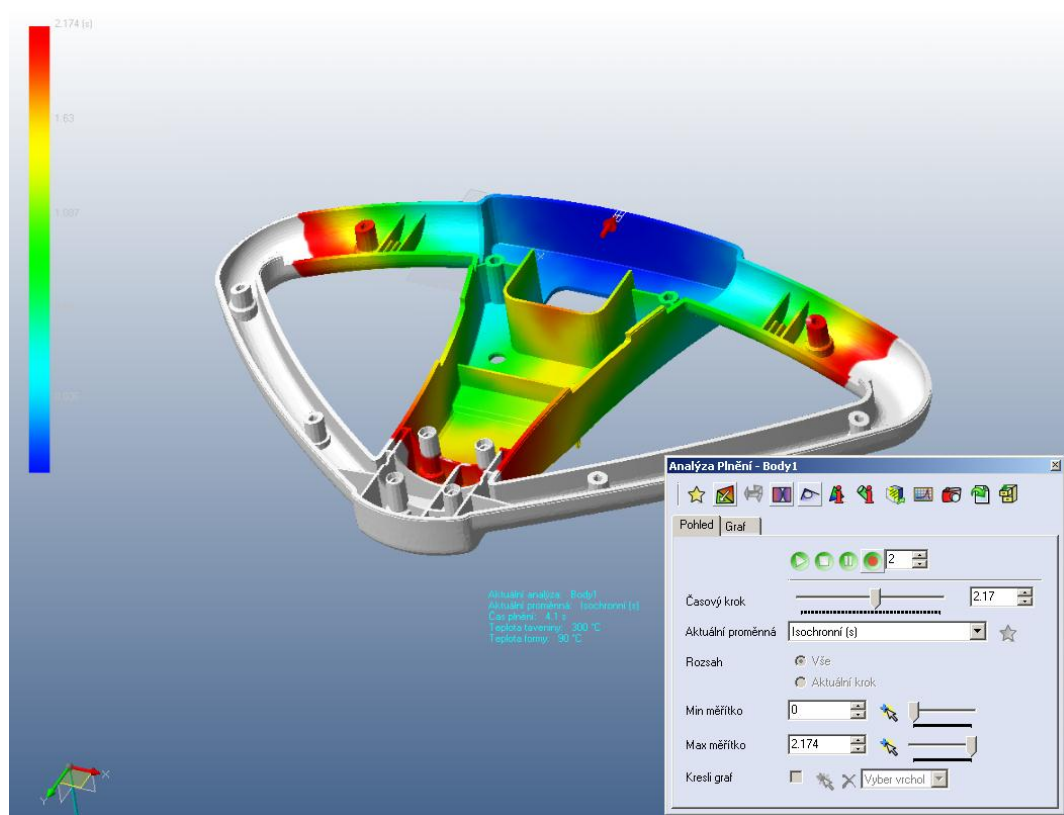 2.174 (s)
1.63
1.087
Aktuální analýza: Body1
Aktuální proměnná: Isochronní (s)
Čas plnění: 4.1 s
Teplota taveniny: 300 °C
Teplota formy: 90 °C
X
Y
X
Analýza Plnění - Body1
Pohled
Graf
2
Časový krok
2.17
Aktuální proměnná
Isochronní (s)
Rozsah
Vše
Aktuální krok
Min měřítko
0
Max měřítko
2.174
Kresli graf
Vyber vrchol